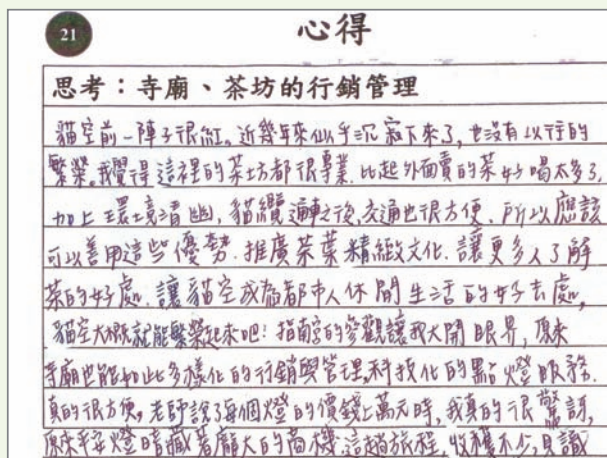 21
心得
思考：寺廟、茶坊的行銷管理
貓空前一陣子很紅。近幾年來似乎沉寂下來了，也沒有以往的
繁榮。我覺得這裡的茶坊都很專業．比起外面賣的茶好喝太多了，
加上環境清幽，貓纜通車之後，交通也很方便．所以應該
可以善用這些優勢．推廣茶葉精緻文化．讓更多人了解
茶的好處．讓貓空成為都市人休閒生活的好去處，
貓空大概就能繁榮起來吧！指南宮的參觀讓我大開眼界，原來
寺廟也能如此多樣化的行銷與管理，科技化的點燈服務．
真的很方便。老師說了每個燈的價錢上萬元時，我真的很驚訝，
原來平安燈暗藏著龐大的商機．這趟旅程，收穫不少，見識